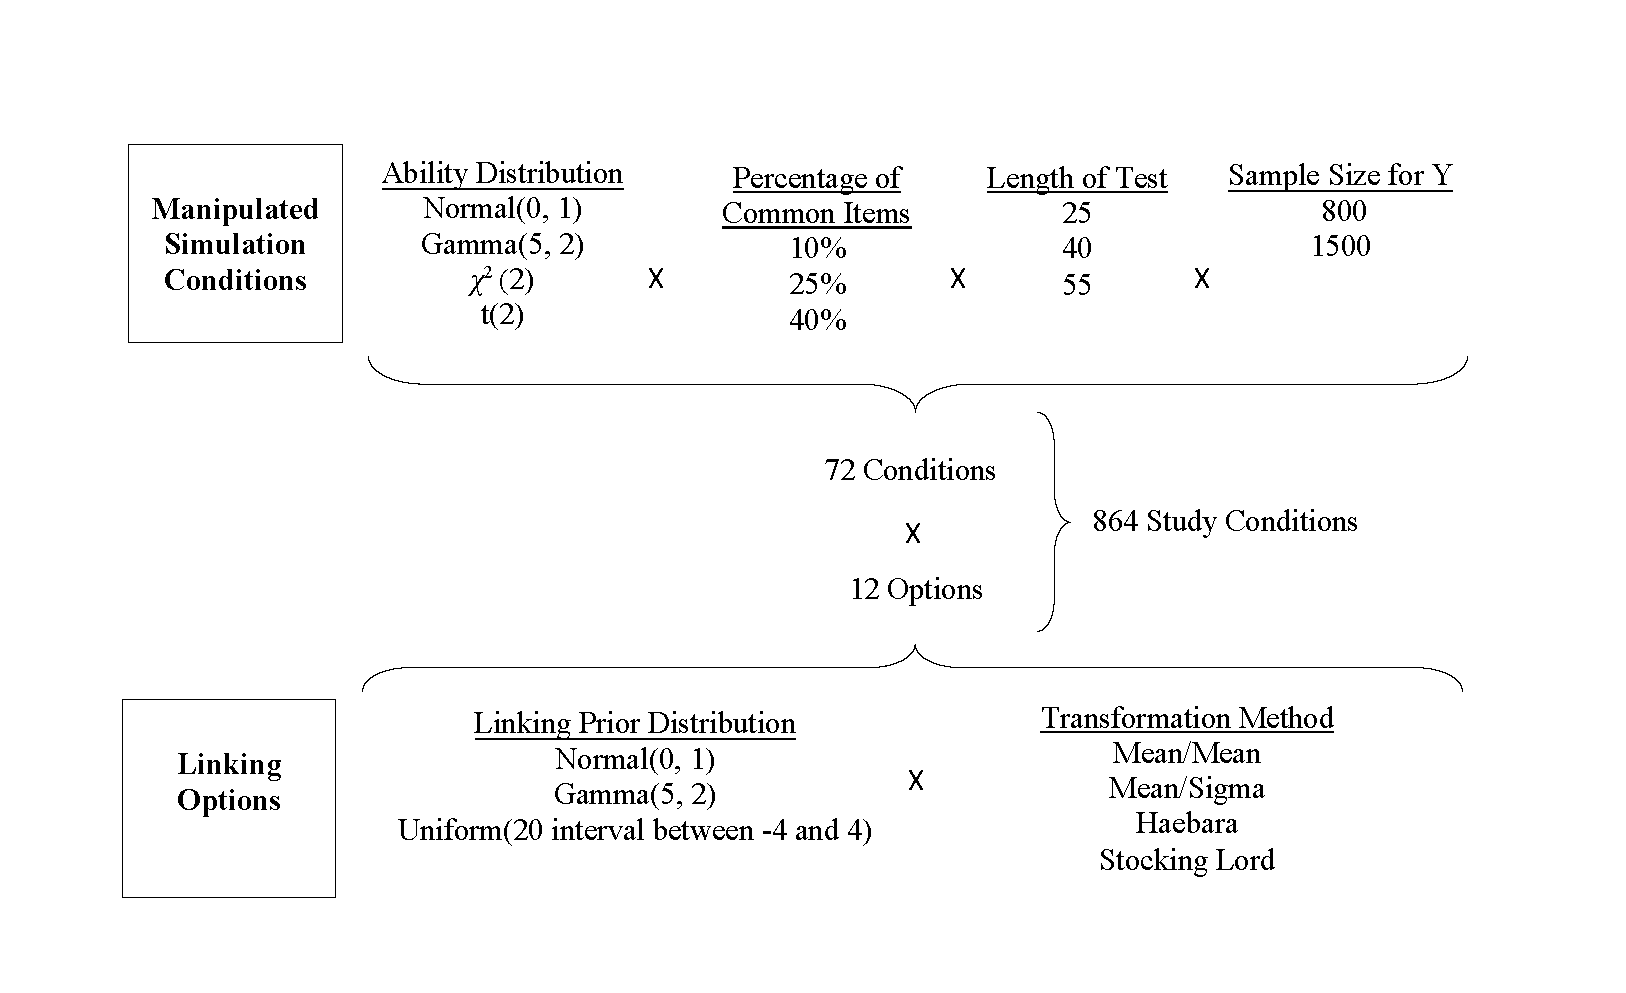 Manipulated
Simulation
Conditions
Ability Distribution
Normal(0, 1)
Gamma(5, 2)
χ² (2)
t(2)
X
Percentage of
Common Items
10%
25%
40%
X
Length of Test
25
40
55
X
Sample Size for Y
800
1500
72 Conditions
X
12 Options
864 Study Conditions
Linking
Options
Linking Prior Distribution
Normal(0, 1)
Gamma(5, 2)
Uniform(20 interval between -4 and 4)
X
Transformation Method
Mean/Mean
Mean/Sigma
Haebara
Stocking Lord